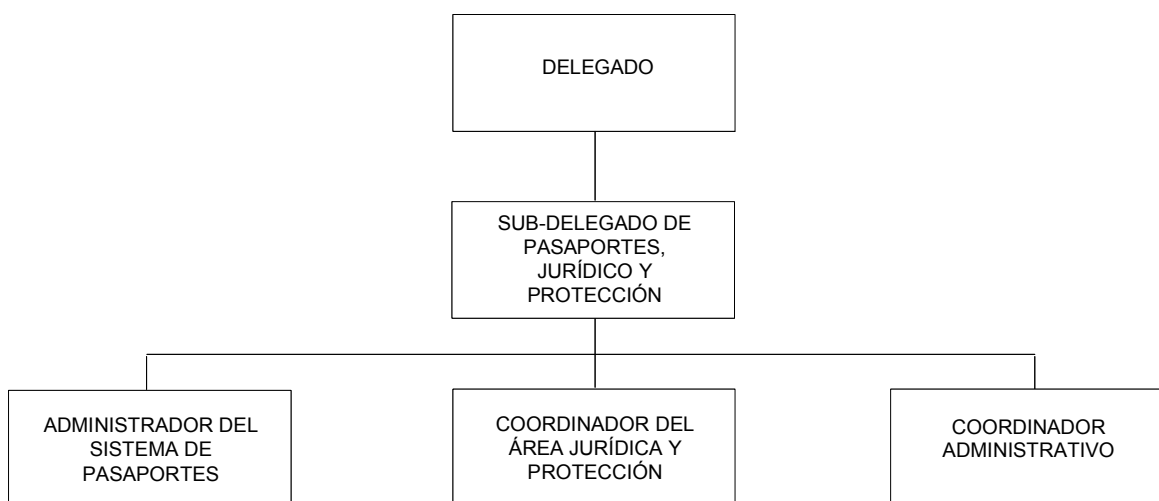 DELEGADO
SUB-DELEGADO DE
PASAPORTES,
JURÍDICO Y
PROTECCIÓN
ADMINISTRADOR DEL
SISTEMA DE
PASAPORTES
COORDINADOR DEL
ÁREA JURÍDICA Y
PROTECCIÓN
COORDINADOR
ADMINISTRATIVO